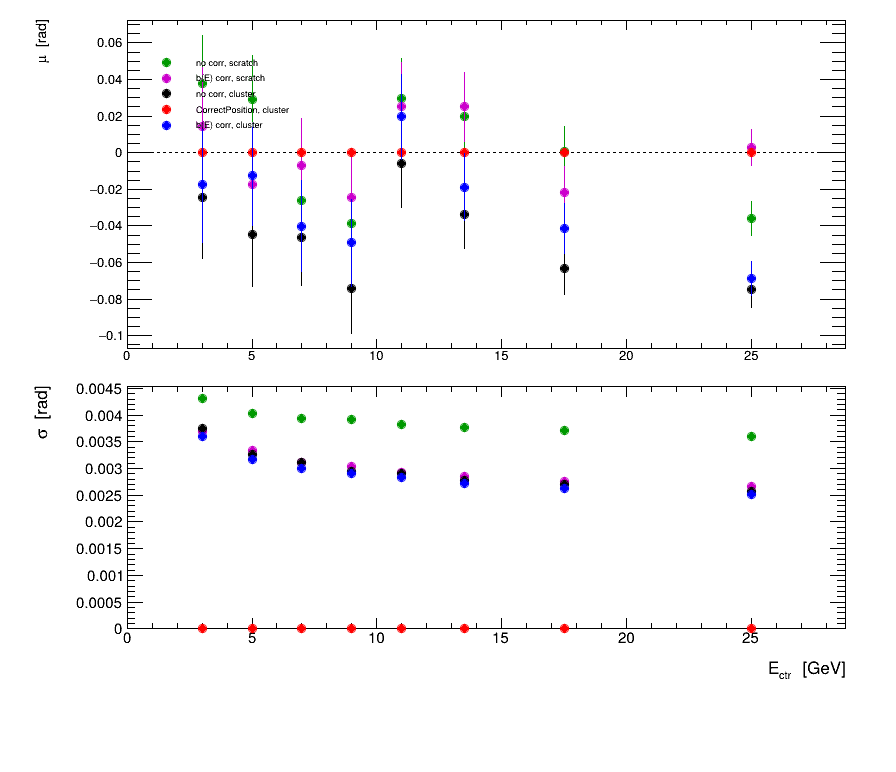 μ [rad]
0.06
0.04
0.02
0
−0.02
−0.04
−0.06
−0.08
−0.1
no corr, scratch
b(E) corr, scratch
no corr, cluster
CorrectPosition, cluster
b(E) corr, cluster
0 5 10 15 20 25
σ [rad]
0.0045
0.004
0.0035
0.003
0.0025
0.002
0.0015
0.001
0.0005
0
0 5 10 15 20 25
E_ctr [GeV]